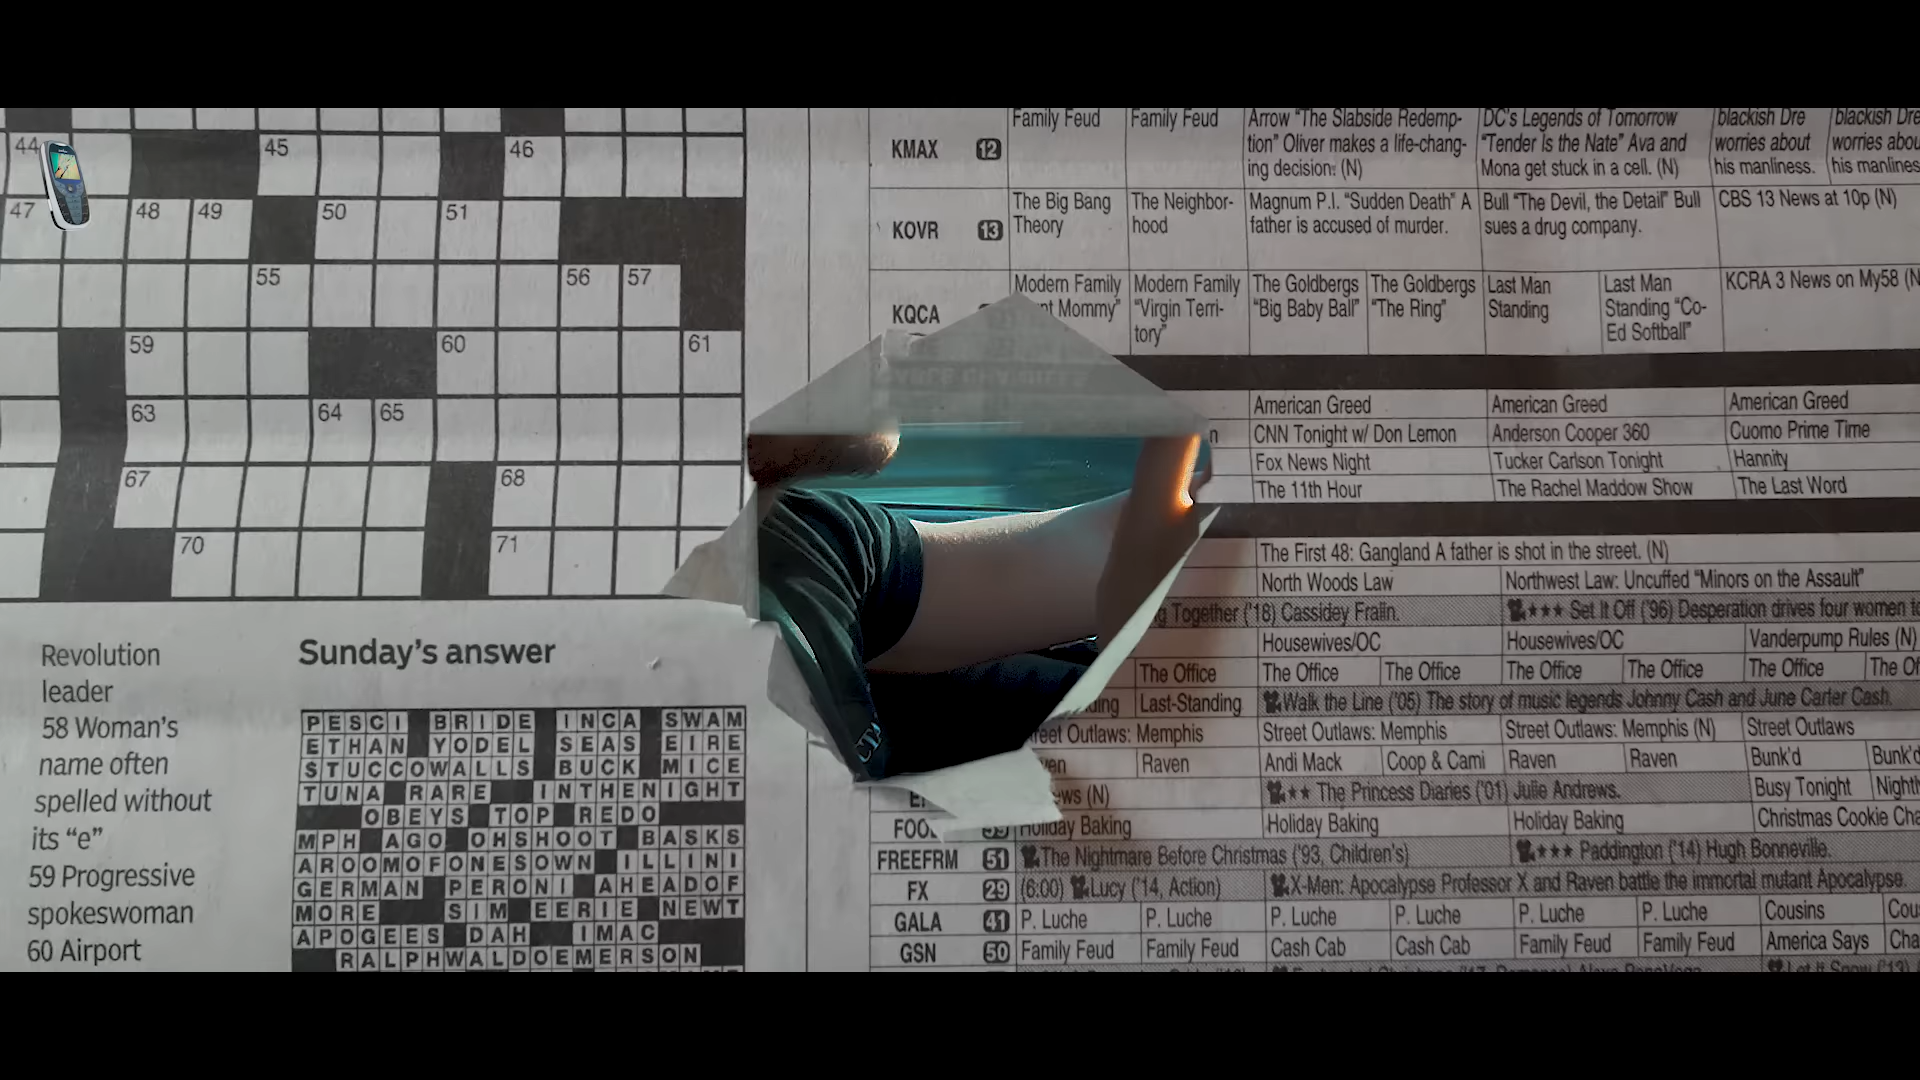 44
45
46
47
48
49
50
51
55
56
57
59
60
61
63
64
65
67
68
70
71
Revolution
leader
58 Woman's
name often
spelled without
its "e"
59 Progressive
spokeswoman
60 Airport
Sunday's answer
PESCI BRIDE INCA SWAM
ETHAN YODEL SEAS EIRE
STUCCOWALLS BUCK MICE
TUNA RARE INTHENIGHT
OBEYS TOP REDO
MPH AGO OHSHOOT BASKS
AROOMOFONESOWN ILLINI
GERMAN PERONI AHEADOF
MORE SIM EERIE NEWT
APOGEES DAH IMAC
RALPHWALDOEMERSON
KMAX 12
Family Feud
Family Feud
Arrow "The Slabside Redemp-
tion" Oliver makes a life-chang-
ing decision. (N)
DC's Legends of Tomorrow
"Tender Is the Nate" Ava and
Mona get stuck in a cell. (N)
blackish Dre
worries about
his manliness.
blackish Dre
worries
his
KOVR 13
The Big Bang
Theory
The Neighbor-
hood
Magnum P.I. "Sudden Death" A
father is accused of murder.
Bull "The Devil, the Detail" Bull
sues a drug company.
CBS 13 News at 10p (N)
KQCA
Modern Family
Mommy"
Modern Family
"Virgin Terri-
tory"
The Goldbergs
"Big Baby Ball"
The Goldbergs
"The Ring"
Last Man
Standing
Last Man
Standing "Co-
Ed Softball"
KCRA 3 News on My58
American Greed American Greed American Greed
CNN Tonight w/ Don Lemon Anderson Cooper 360 Cuomo Prime Time
Fox News Night Tucker Carlson Tonight Hannity
The 11th Hour The Rachel Maddow Show The Last Word
The First 48: Gangland A father is shot in the street. (N)
North Woods Law Northwest Law: Uncuffed "Minors on the Assault"
Together ('18) Cassidey Fralin. ★★★ Set It Off ('96) Desperation drives four women
Housewives/OC Housewives/OC Vanderpump Rules (N)
The Office The Office The Office The Office The Office The Office The
Last-Standing Walk the Line ('05) The story of music legends Johnny Cash and June Carter Cash.
Outlaws: Memphis Street Outlaws: Memphis Street Outlaws: Memphis (N) Street Outlaws
Raven Andi Mack Coop & Cami Raven Raven Bunk'd Bunk'd
(N) ★★ The Princess Diaries ('01) Julie Andrews. Busy Tonight
Holiday Baking Holiday Baking Holiday Baking Christmas Cookie
FREEFRM 51 The Nightmare Before Christmas ('93, Children's) ★★★ Paddington ('14) Hugh Bonneville.
FX 29 (6:00) Lucy ('14, Action) X-Men: Apocalypse Professor X and Raven battle the immortal mutant Apocalypse.
GALA 41 P. Luche P. Luche P. Luche P. Luche P. Luche P. Luche Cousins
GSN 50 Family Feud Family Feud Cash Cab Cash Cab Family Feud Family Feud America Says